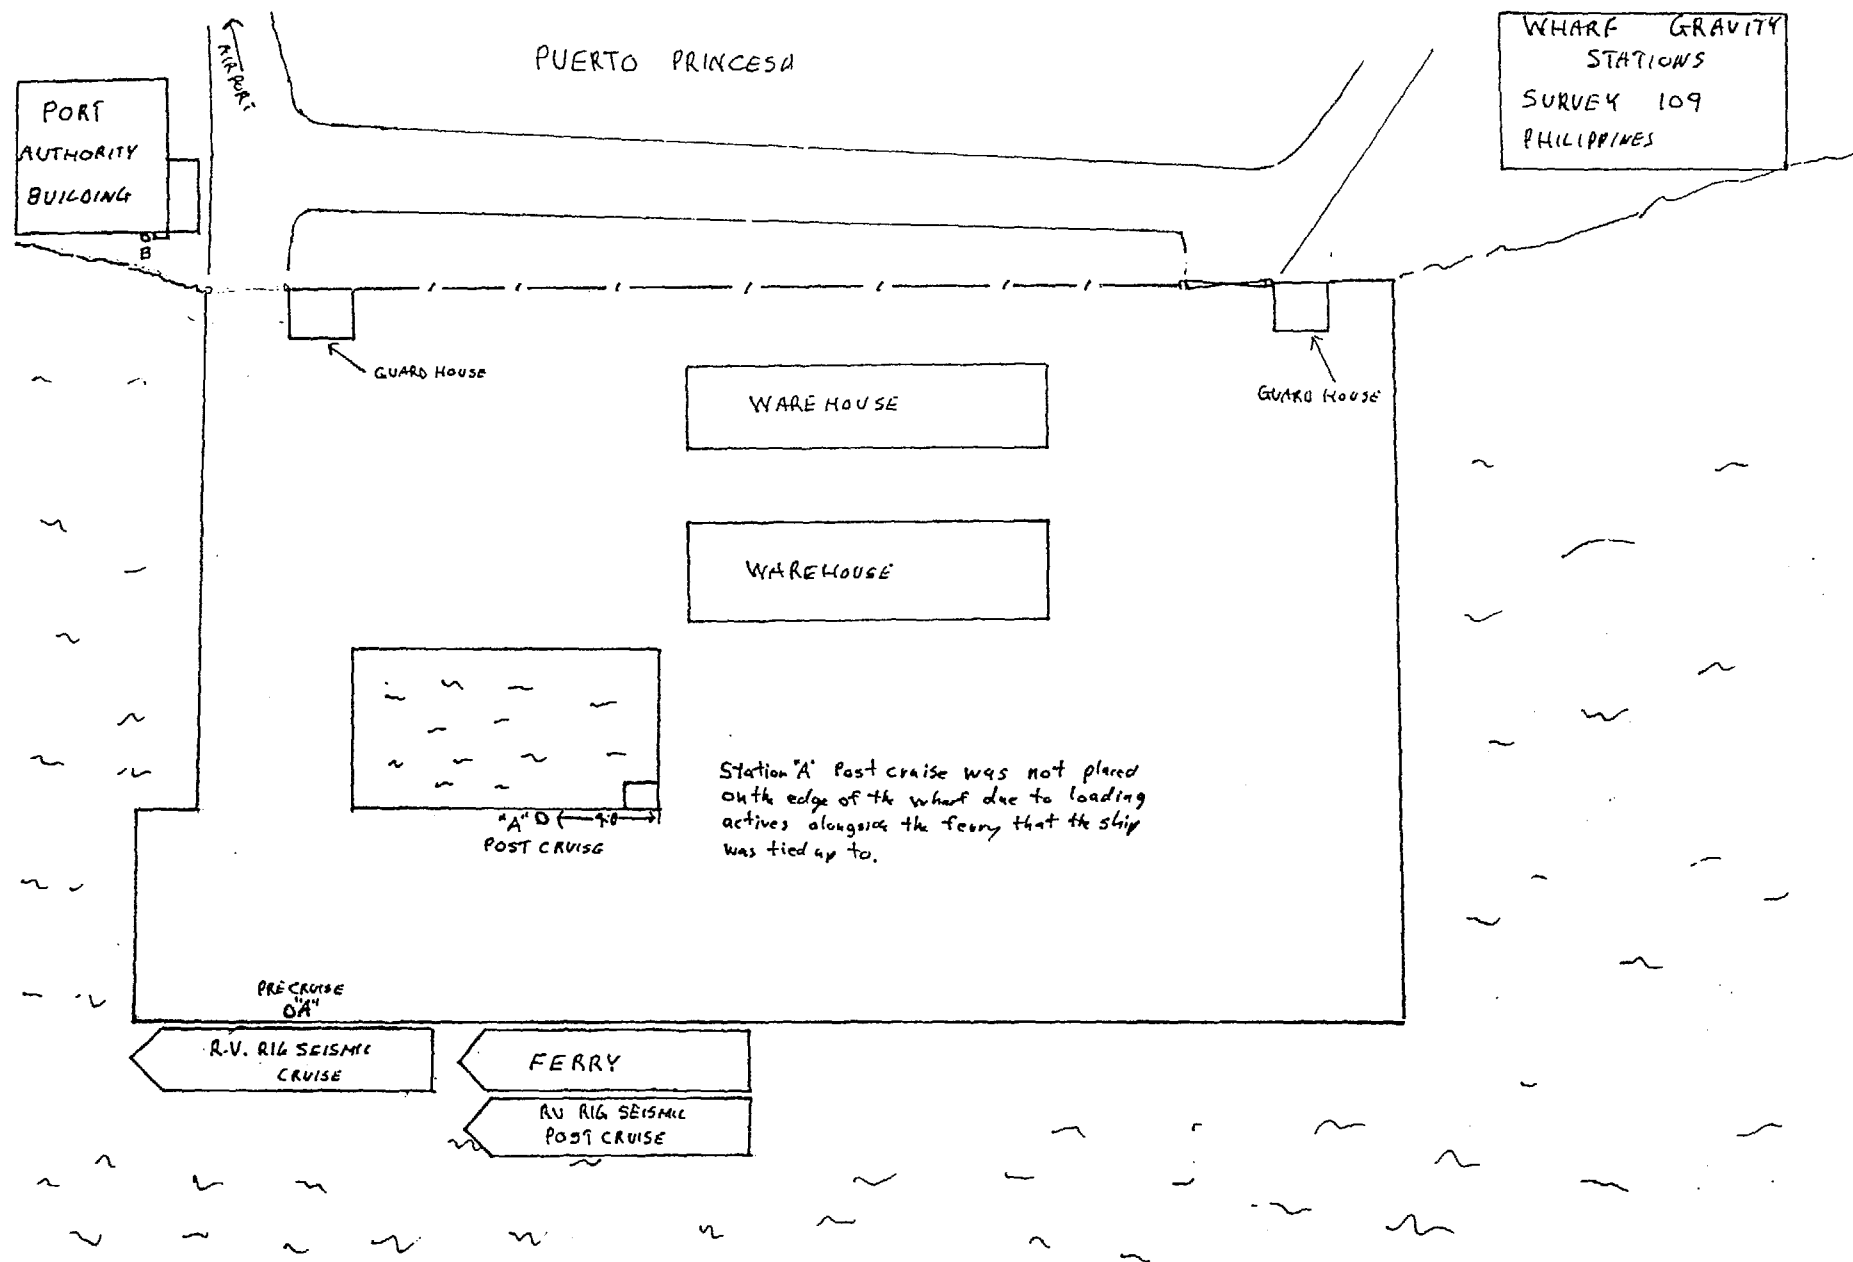 PUERTO PRINCESA
WHARF GRAVITY
STATIONS
SURVEY 109
PHILIPPINES
AIRPORT
PORT
AUTHORITY
BUILDING
B
GUARD HOUSE
GUARD HOUSE
WAREHOUSE
WAREHOUSE
Station "A" Post cruise was not placed
on the edge of the wharf due to loading
actives alongside the ferry that the ship
was tied up to.
"A"
POST CRUISE
PRECRUISE
"A"
R.V. RIG SEISMIC
CRUISE
FERRY
RV RIG SEISMIC
POST CRUISE